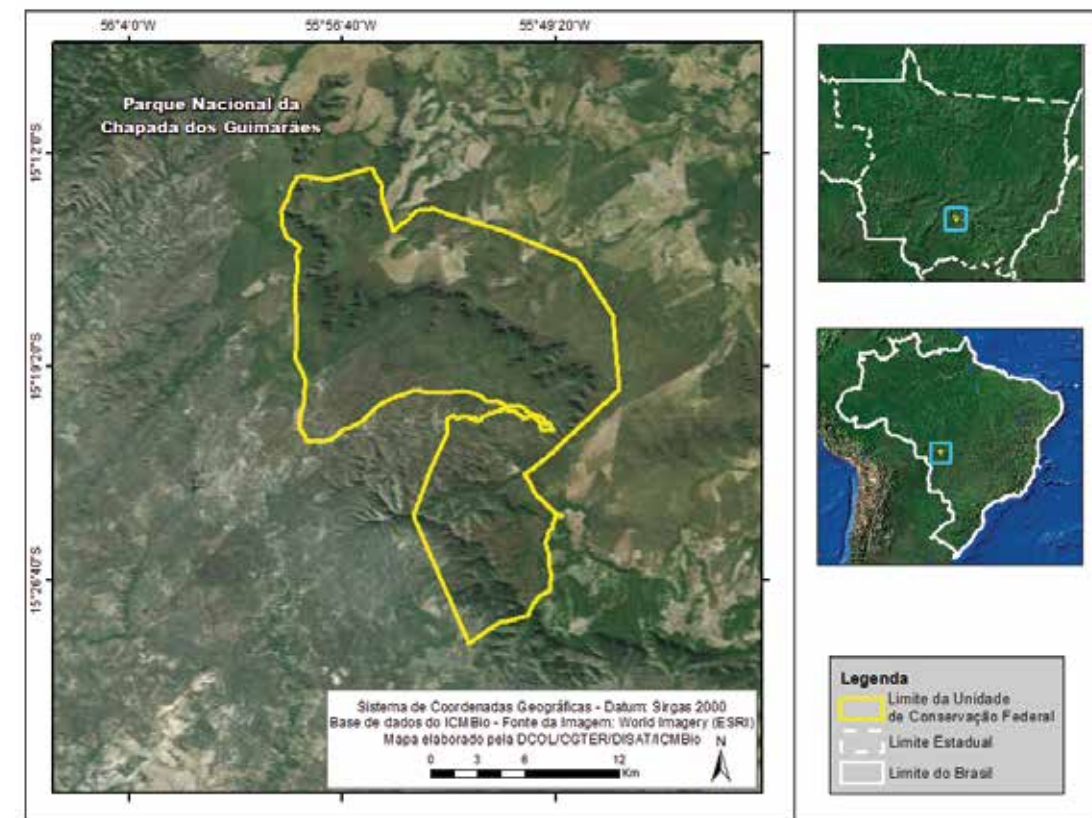 56°4'0"W
55°56'40"W
55°49'20"W
Parque Nacional da
Chapada dos Guimarães
15°12'0"S
15°19'20"S
15°26'40"S
Sistema de Coordenadas Geográficas - Datum: Sirgas 2000
Base de dados do ICMBio - Fonte da Imagem: World Imagery (ESRI)
Mapa elaborado pela DCOL/CGTER/DISAT/ICMBio
N
0 3 6 12
Km
Legenda
Limite da Unidade
de Conservação Federal
Limite Estadual
Limite do Brasil